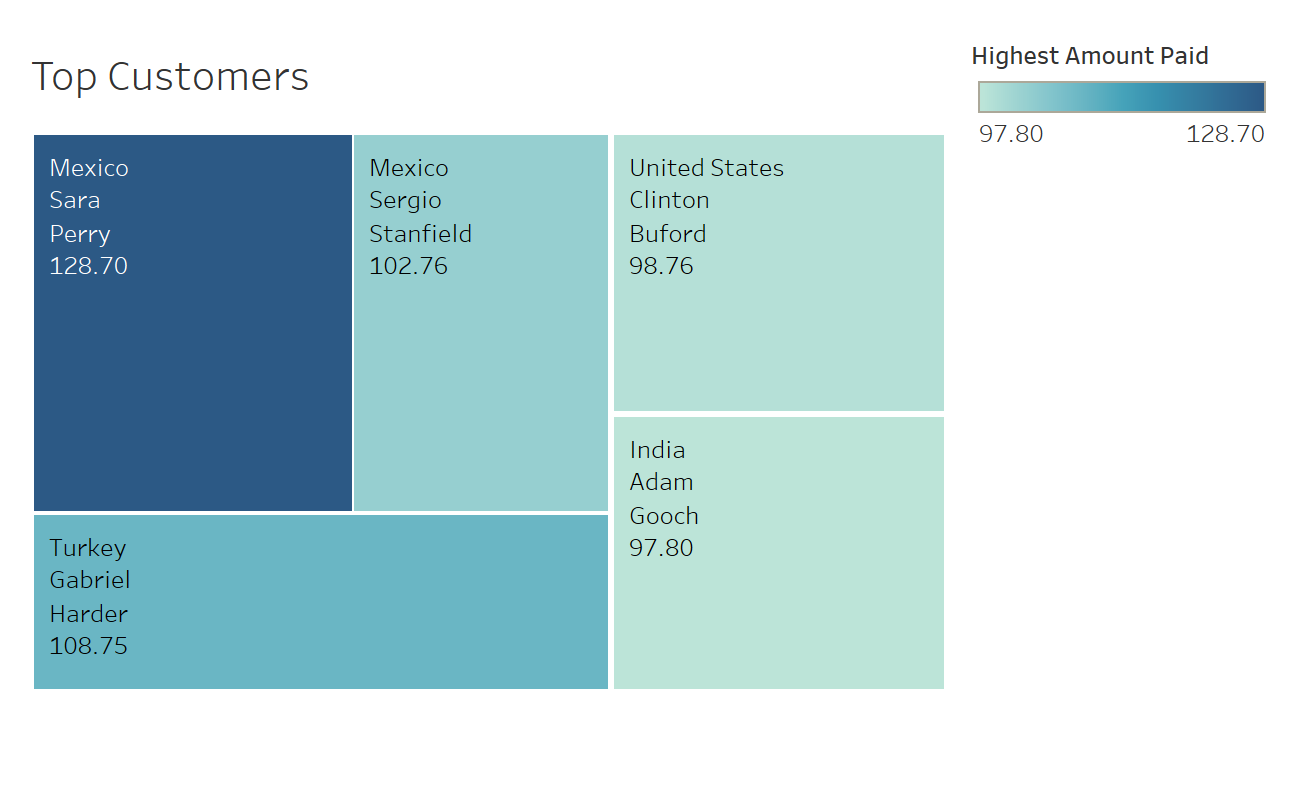 Top Customers
Highest Amount Paid
97.80 128.70
Mexico
Sara
Perry
128.70
Mexico
Sergio
Stanfield
102.76
United States
Clinton
Buford
98.76
Turkey
Gabriel
Harder
108.75
India
Adam
Gooch
97.80